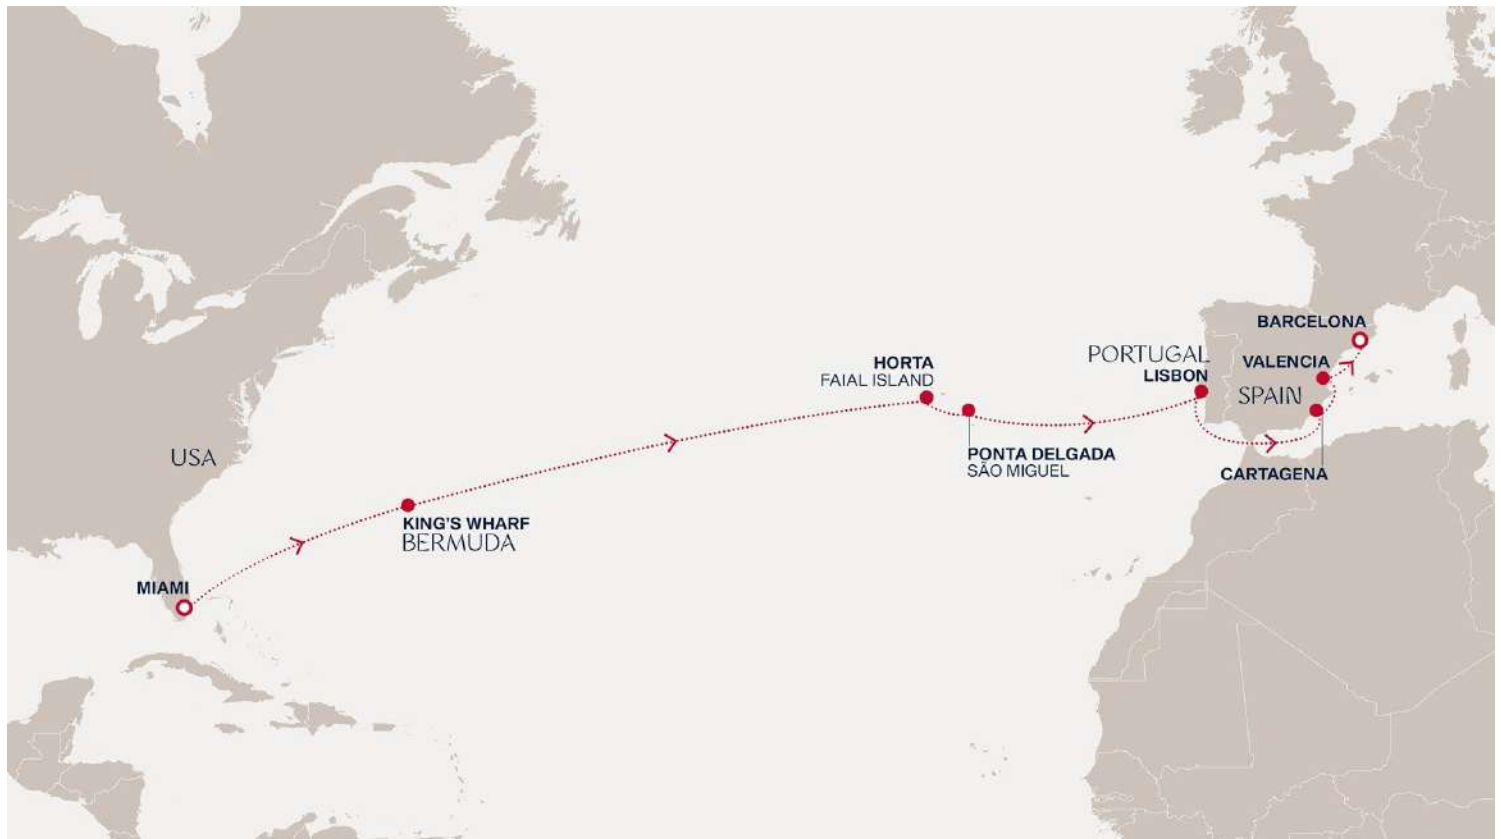 BARCELONA
HORTA
FAIAL ISLAND
PORTUGAL
LISBON
VALENCIA
SPAIN
USA
PONTA DELGADA
SÃO MIGUEL
CARTAGENA
KING'S WHARF
BERMUDA
MIAMI